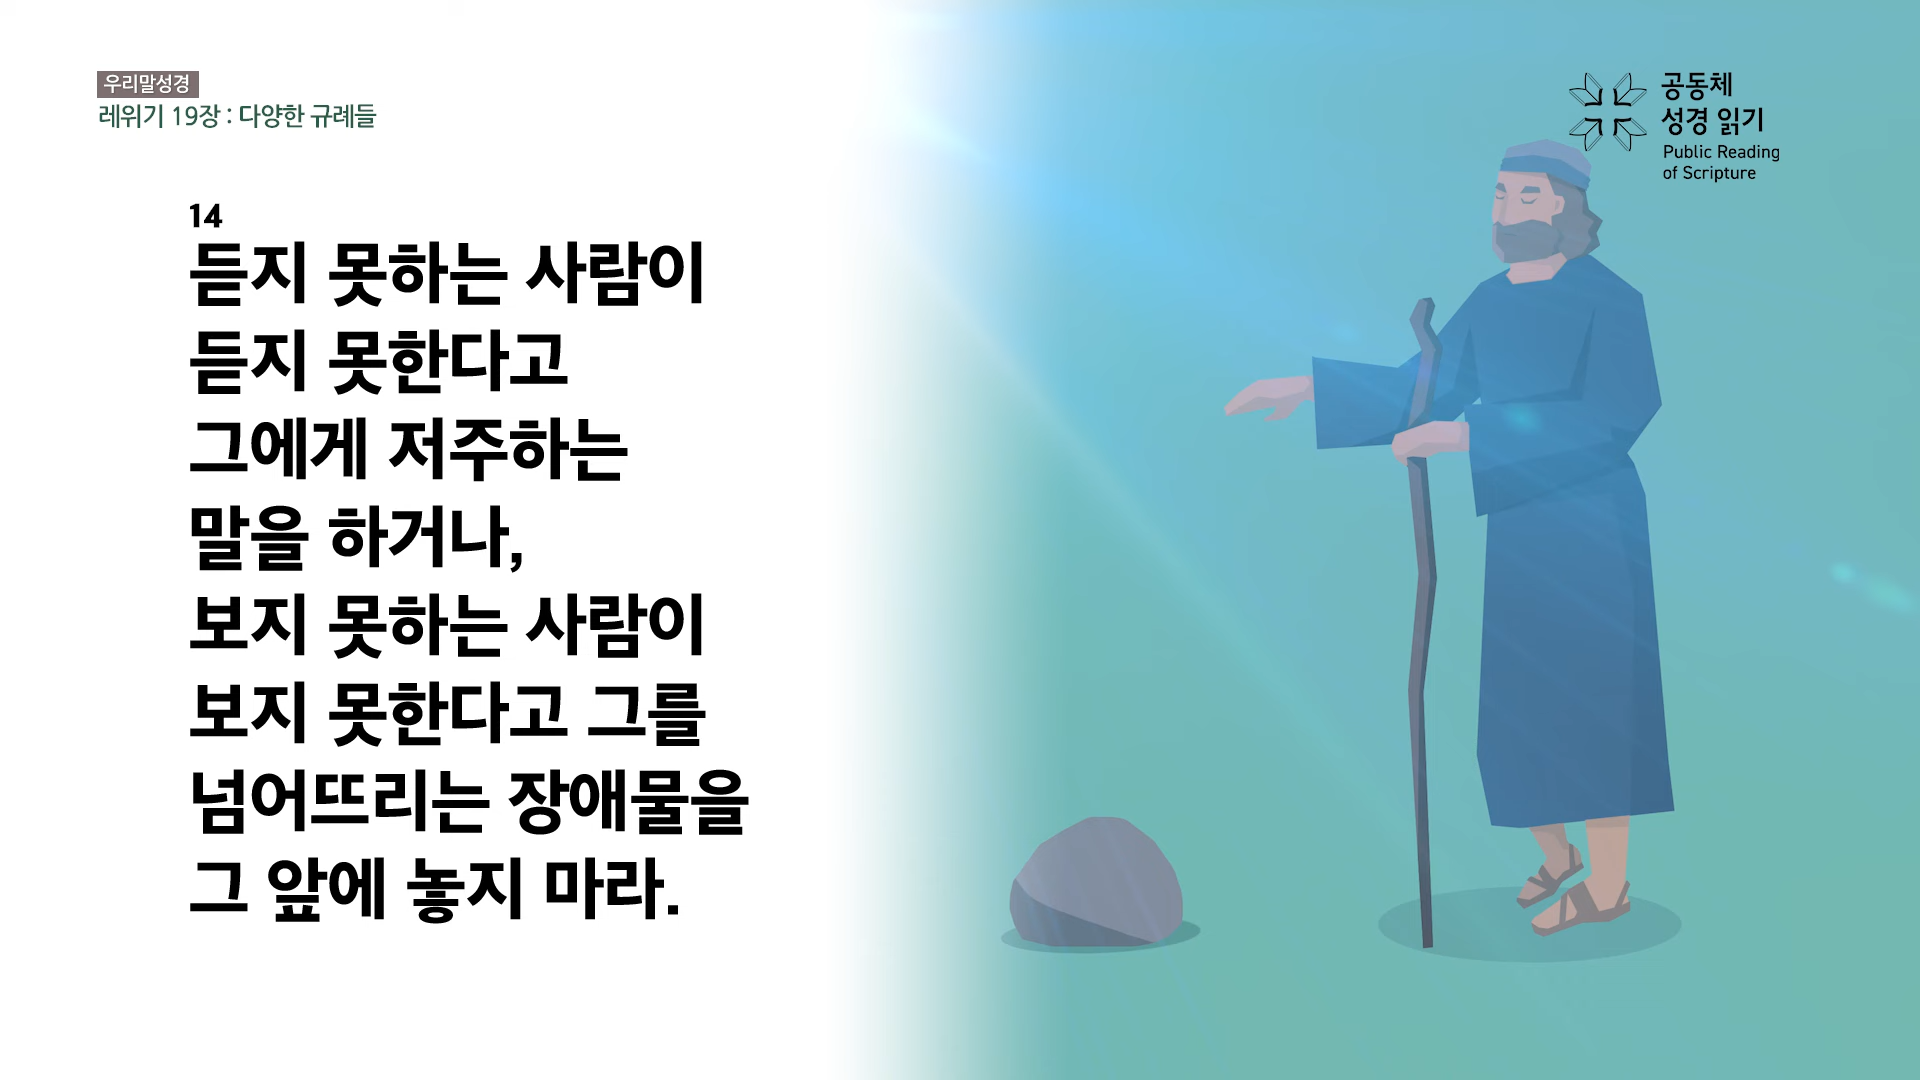 우리말성경
레위기 19장 : 다양한 규례들
공동체
성경 읽기
Public Reading
of Scripture
14
듣지 못하는 사람이
듣지 못한다고
그에게 저주하는
말을 하거나,
보지 못하는 사람이
보지 못한다고 그를
넘어뜨리는 장애물을
그 앞에 놓지 마라.